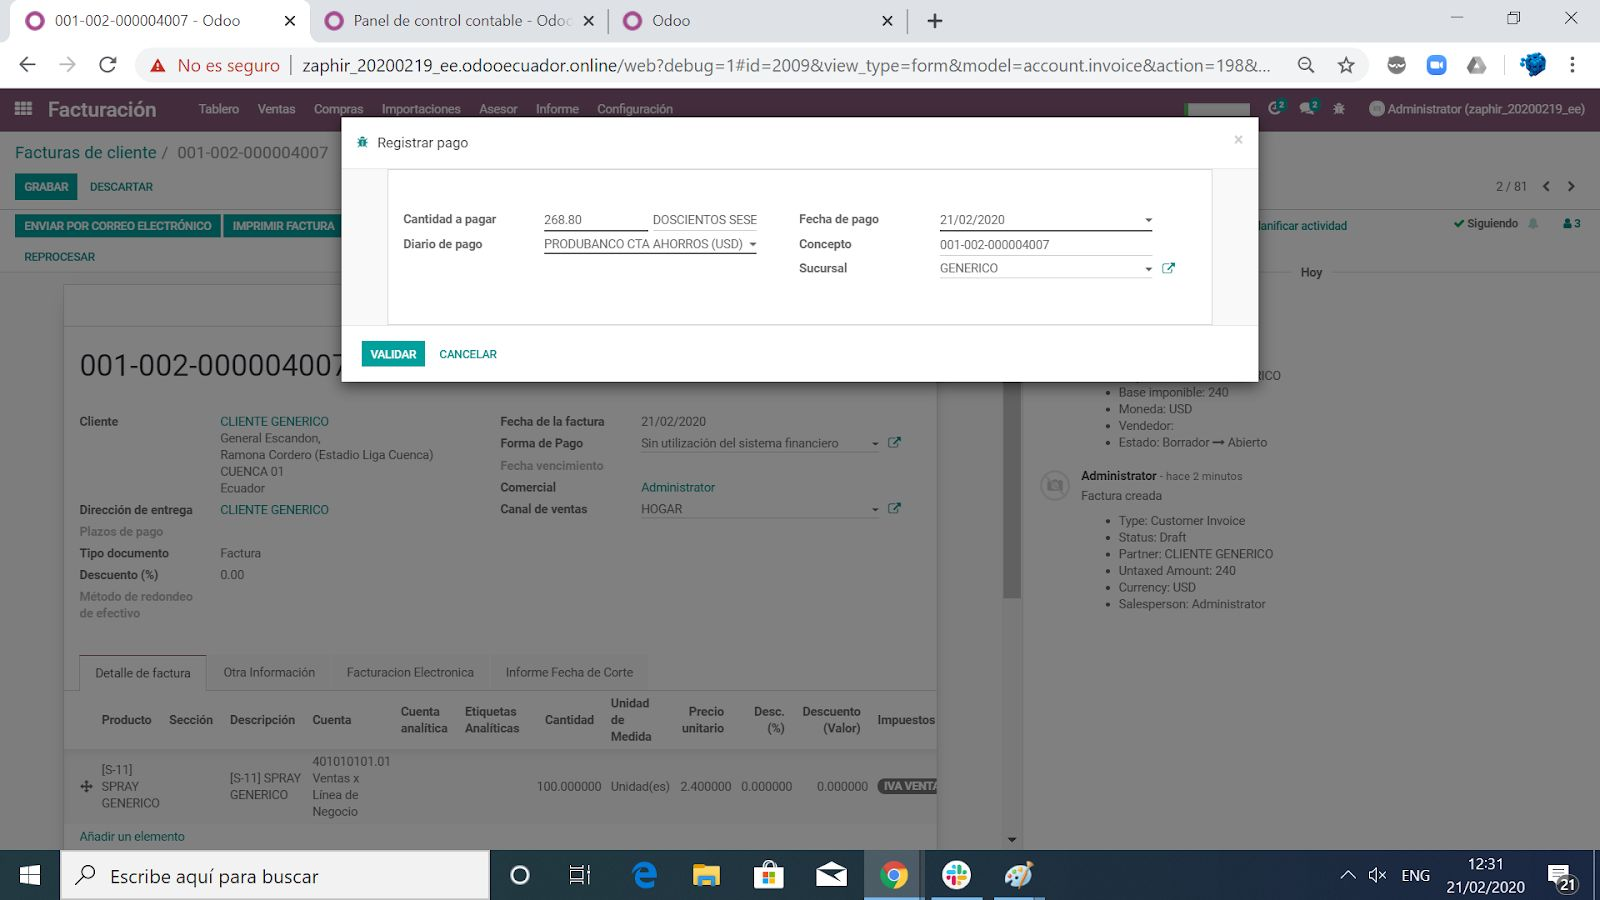 001-002-000004007 - Odoo
Panel de control contable - Odoo
Odoo
No es seguro
zaphir_20200219_ee.odooecuador.online/web?debug=1#id=2009&view_type=form&model=account.invoice&action=198&...
Facturación
Tablero Ventas Compras Importaciones Asesor Informe Configuración
2 2
Administrator (zaphir_20200219_ee)
Facturas de cliente / 001-002-000004007
GRABAR DESCARTAR
2 / 81
ENVIAR POR CORREO ELECTRÓNICO IMPRIMIR FACTURA
REPROCESAR
lanificar actividad
Siguiendo
3
Hoy
Registrar pago
×
Cantidad a pagar 268.80 DOSCIENTOS SESE
Diario de pago PRODUBANCO CTA AHORROS (USD)
Fecha de pago 21/02/2020
Concepto 001-002-000004007
Sucursal GENERICO
VALIDAR CANCELAR
001-002-000004007
Cliente CLIENTE GENERICO
General Escandon,
Ramona Cordero (Estadio Liga Cuenca)
CUENCA 01
Ecuador
Dirección de entrega CLIENTE GENERICO
Plazos de pago
Tipo documento Factura
Descuento (%) 0.00
Método de redondeo
de efectivo
Fecha de la factura 21/02/2020
Forma de Pago Sin utilización del sistema financiero
Fecha vencimiento
Comercial Administrator
Canal de ventas HOGAR
RICO
Base imponible: 240
Moneda: USD
Vendedor:
Estado: Borrador → Abierto
Administrator - hace 2 minutos
Factura creada
Type: Customer Invoice
Status: Draft
Partner: CLIENTE GENERICO
Untaxed Amount: 240
Currency: USD
Salesperson: Administrator
Detalle de factura Otra Información Facturacion Electronica Informe Fecha de Corte
Producto Sección Descripción Cuenta Cuenta analítica Etiquetas Analíticas Cantidad Unidad de Medida Precio unitario Desc. (%) Descuento (Valor) Impuestos
[S-11] SPRAY GENERICO [S-11] SPRAY GENERICO 401010101.01 Ventas x Línea de Negocio 100.000000 Unidad(es) 2.400000 0.000000 0.000000 IVA VENTA
Añadir un elemento
Escribe aquí para buscar
ENG
12:31
21/02/2020
21